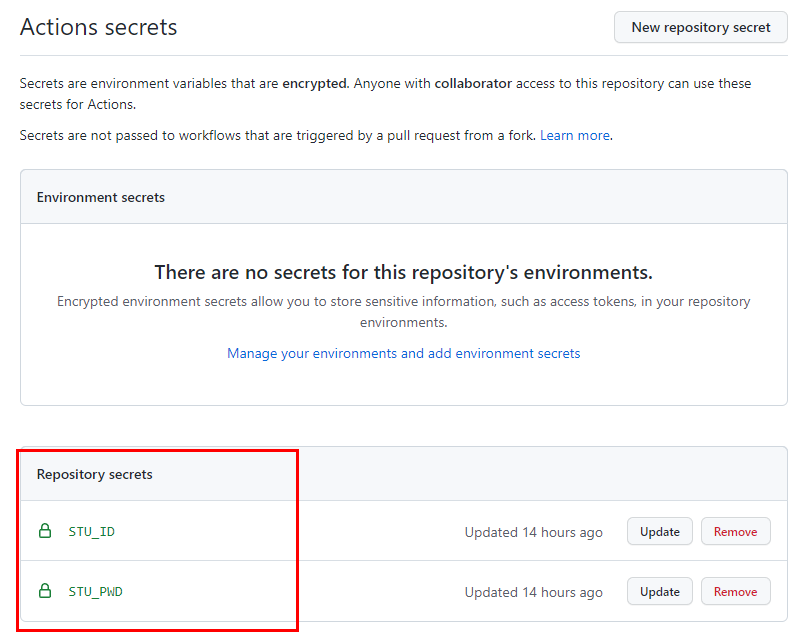 Actions secrets
New repository secret
Secrets are environment variables that are encrypted. Anyone with collaborator access to this repository can use these
secrets for Actions.
Secrets are not passed to workflows that are triggered by a pull request from a fork. Learn more.
Environment secrets
There are no secrets for this repository's environments.
Encrypted environment secrets allow you to store sensitive information, such as access tokens, in your repository
environments.
Manage your environments and add environment secrets
Repository secrets
STU_ID Updated 14 hours ago Update Remove
STU_PWD Updated 14 hours ago Update Remove